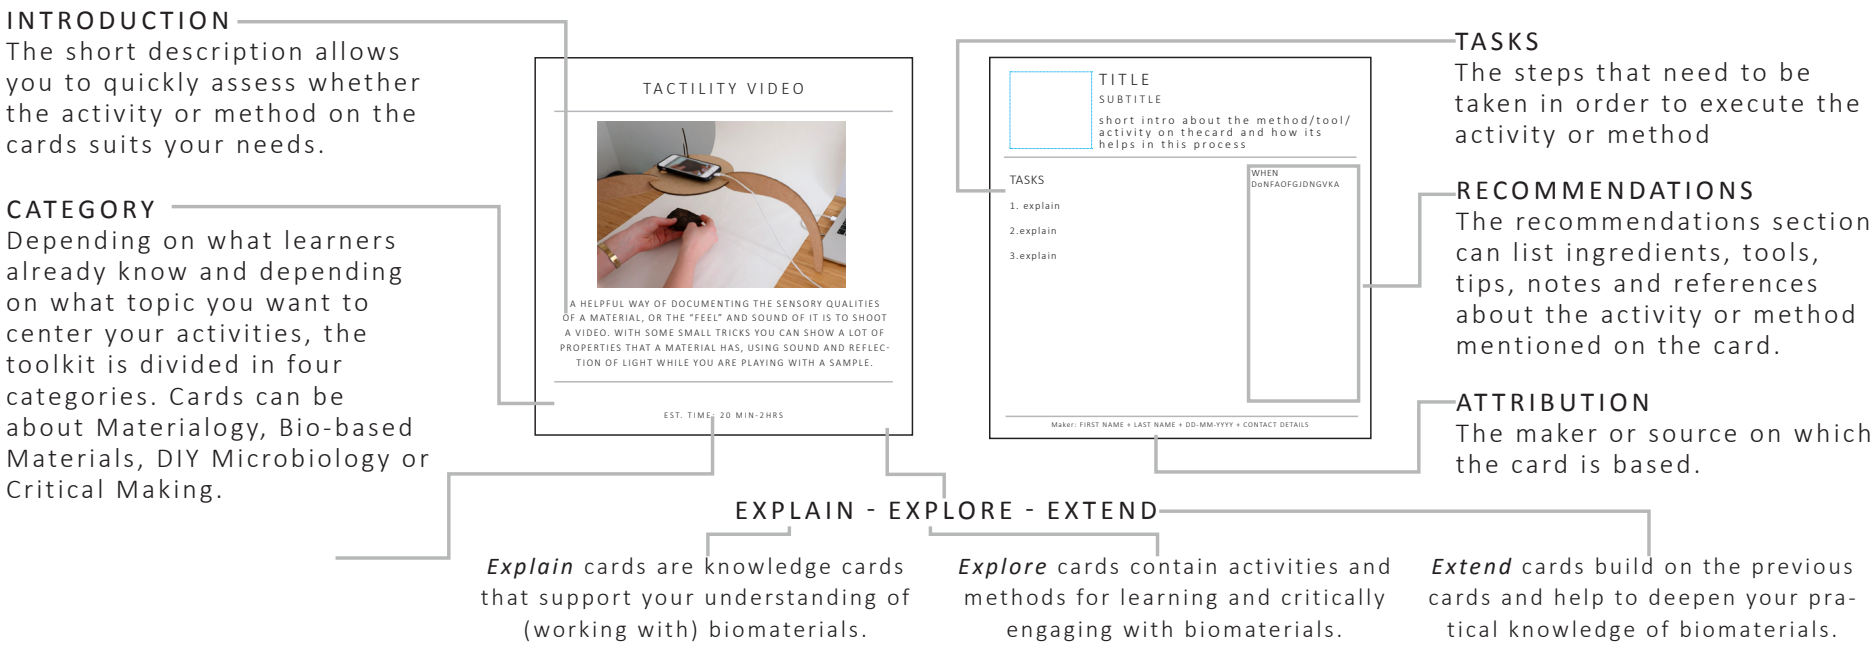 INTRODUCTION
The short description allows
you to quickly assess whether
the activity or method on the
cards suits your needs.
CATEGORY
Depending on what learners
already know and depending
on what topic you want to
center your activities, the
toolkit is divided in four
categories. Cards can be
about Materialogy, Bio-based
Materials, DIY Microbiology or
Critical Making.
TACTILITY VIDEO
A HELPFUL WAY OF DOCUMENTING THE SENSORY QUALITIES
OF A MATERIAL, OR THE "FEEL" AND SOUND OF IT IS TO SHOOT
A VIDEO. WITH SOME SMALL TRICKS YOU CAN SHOW A LOT OF
PROPERTIES THAT A MATERIAL HAS, USING SOUND AND REFLEC-
TION OF LIGHT WHILE YOU ARE PLAYING WITH A SAMPLE.
EST. TIME: 20 MIN-2HRS
TITLE
SUBTITLE
short intro about the method/tool/
activity on thecard and how its
helps in this process
TASKS
1. explain
2.explain
3.explain
WHEN
DoNFAOFGJDNGVKA
Maker: FIRST NAME + LAST NAME + DD-MM-YYYY + CONTACT DETAILS
TASKS
The steps that need to be
taken in order to execute the
activity or method
RECOMMENDATIONS
The recommendations section
can list ingredients, tools,
tips, notes and references
about the activity or method
mentioned on the card.
ATTRIBUTION
The maker or source on which
the card is based.
EXPLAIN - EXPLORE - EXTEND
Explain cards are knowledge cards
that support your understanding of
(working with) biomaterials.
Explore cards contain activities and
methods for learning and critically
engaging with biomaterials.
Extend cards build on the previous
cards and help to deepen your pra-
tical knowledge of biomaterials.